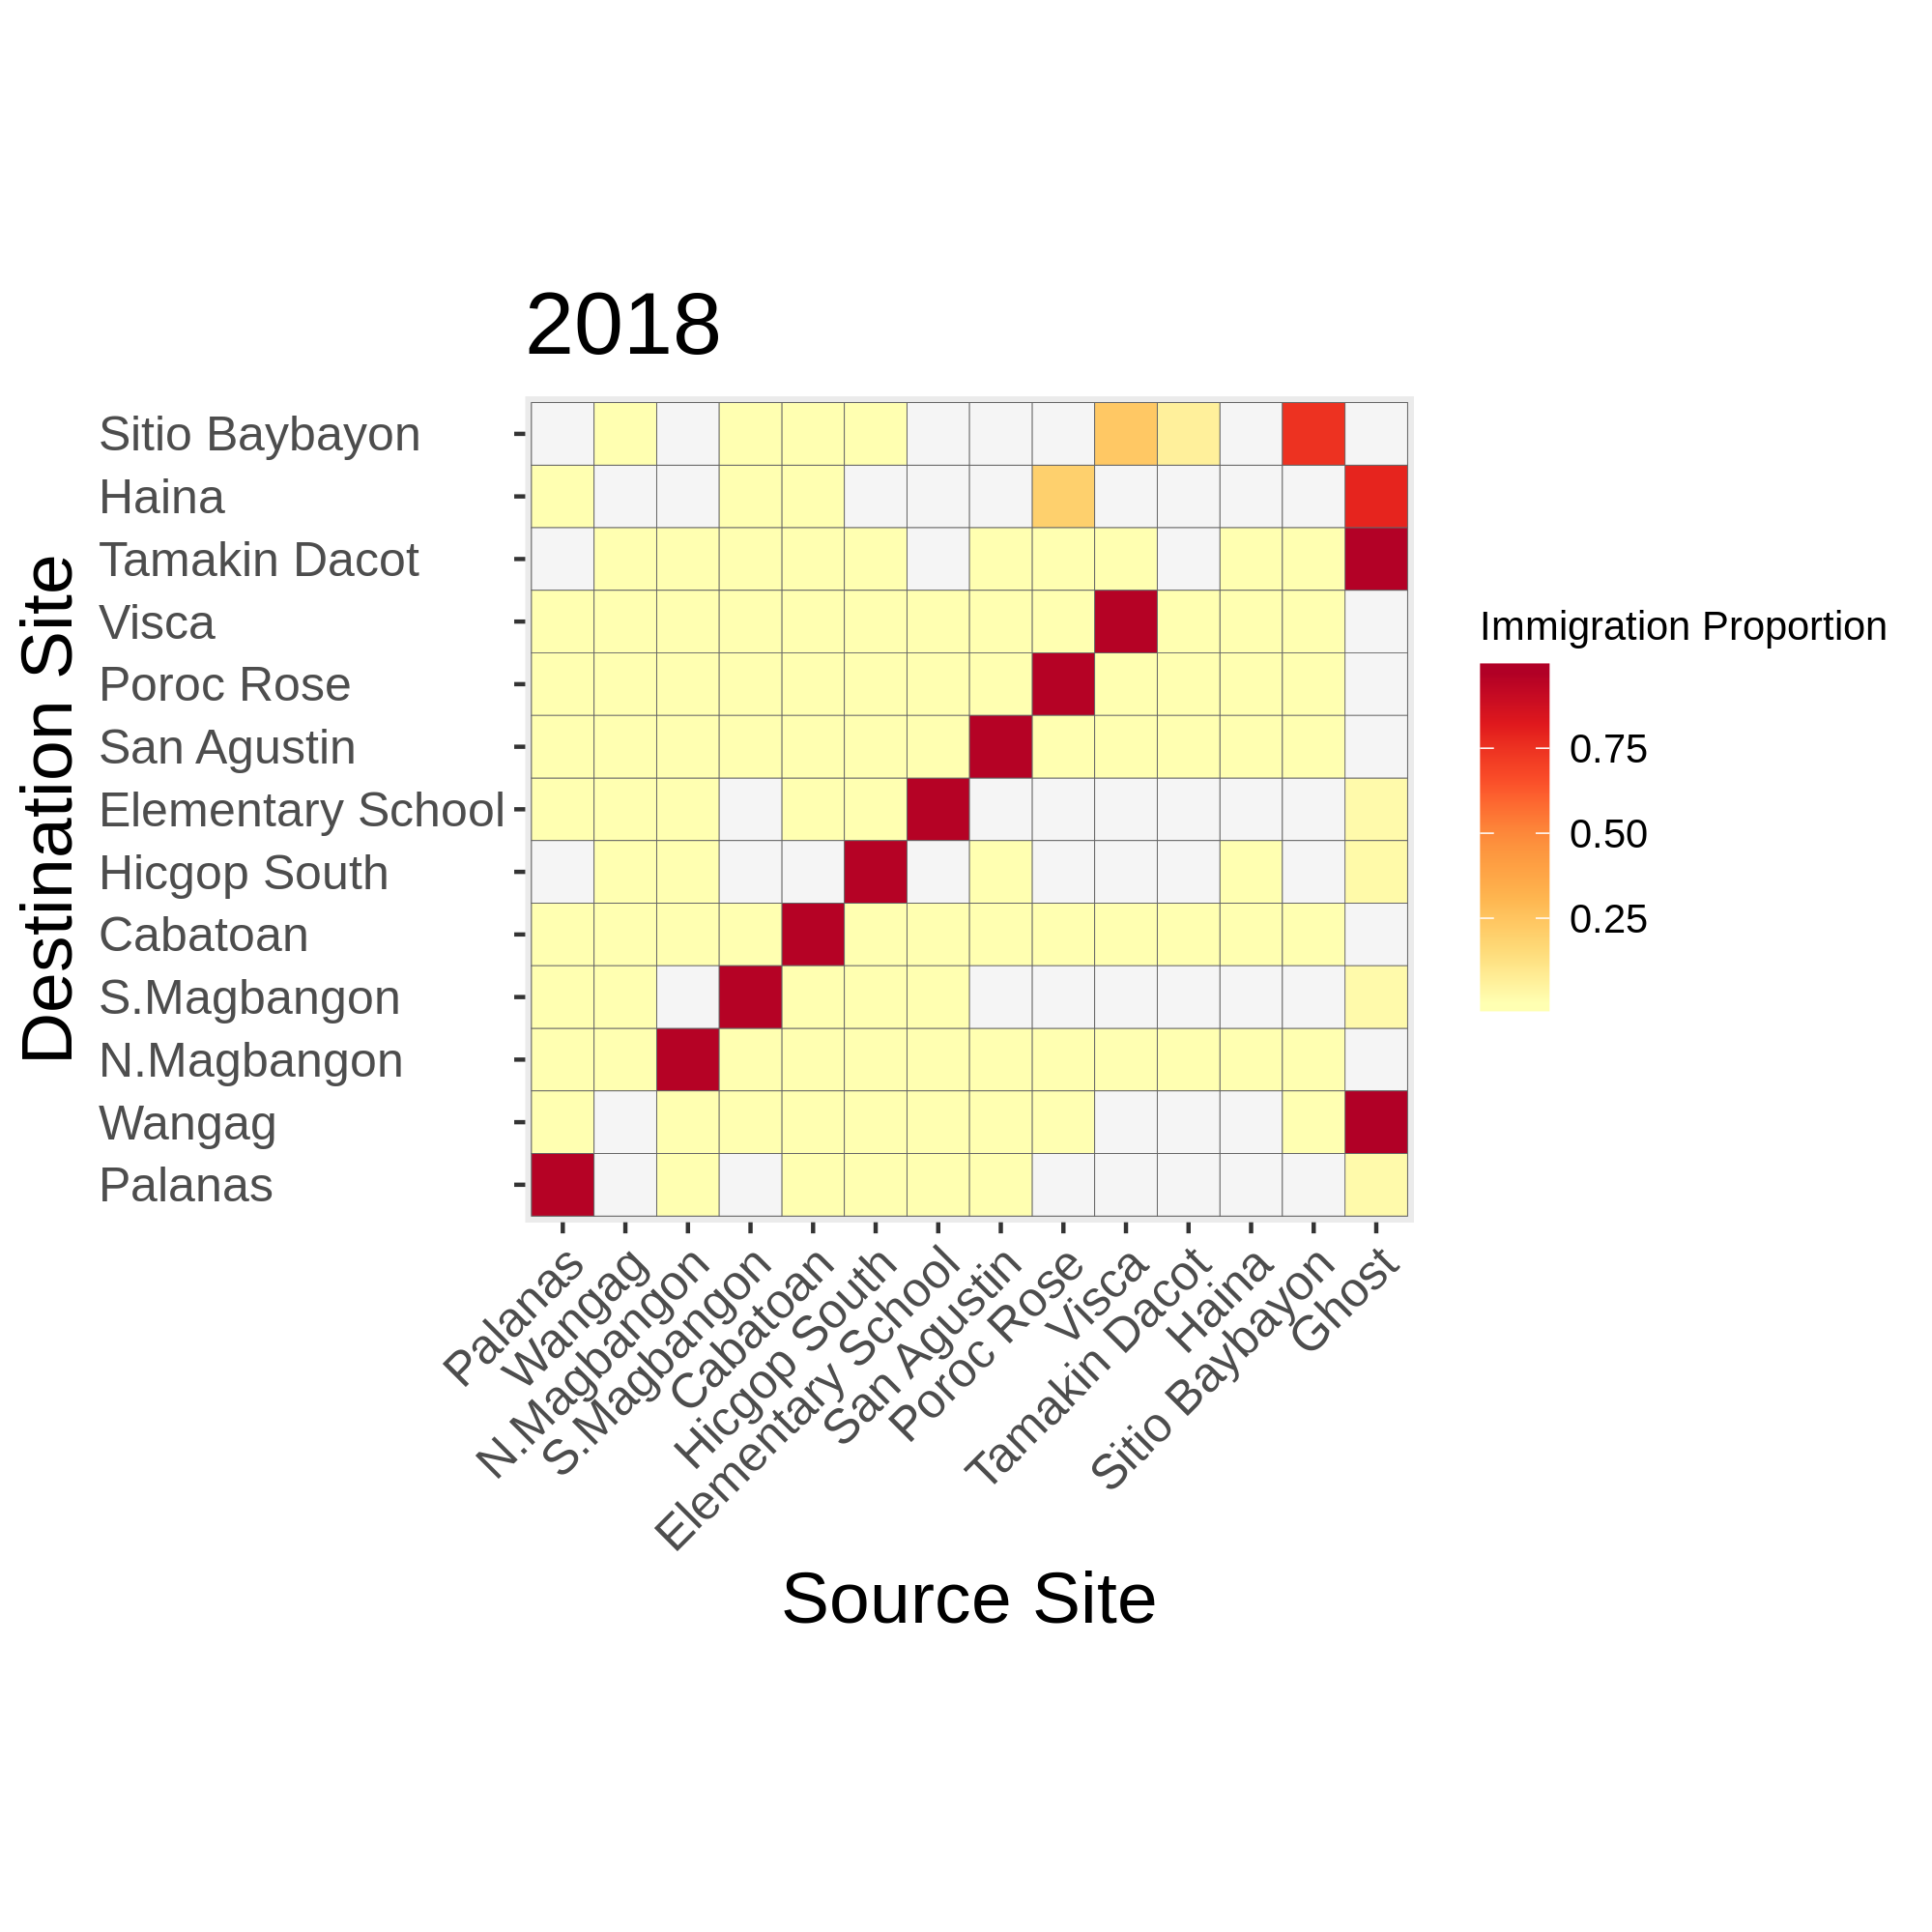 2018
Destination Site
Sitio Baybayon
Haina
Tamakin Dacot
Visca
Poroc Rose
San Agustin
Elementary School
Hicgop South
Cabatoan
S.Magbangon
N.Magbangon
Wangag
Palanas
Palanas
Wangag
N.Magbangon
S.Magbangon
Cabatoan
Hicgop South
Elementary School
San Agustin
Poroc Rose
Visca
Tamakin Dacot
Haina
Sitio Baybayon
Ghost
Source Site
Immigration Proportion
0.75
0.50
0.25